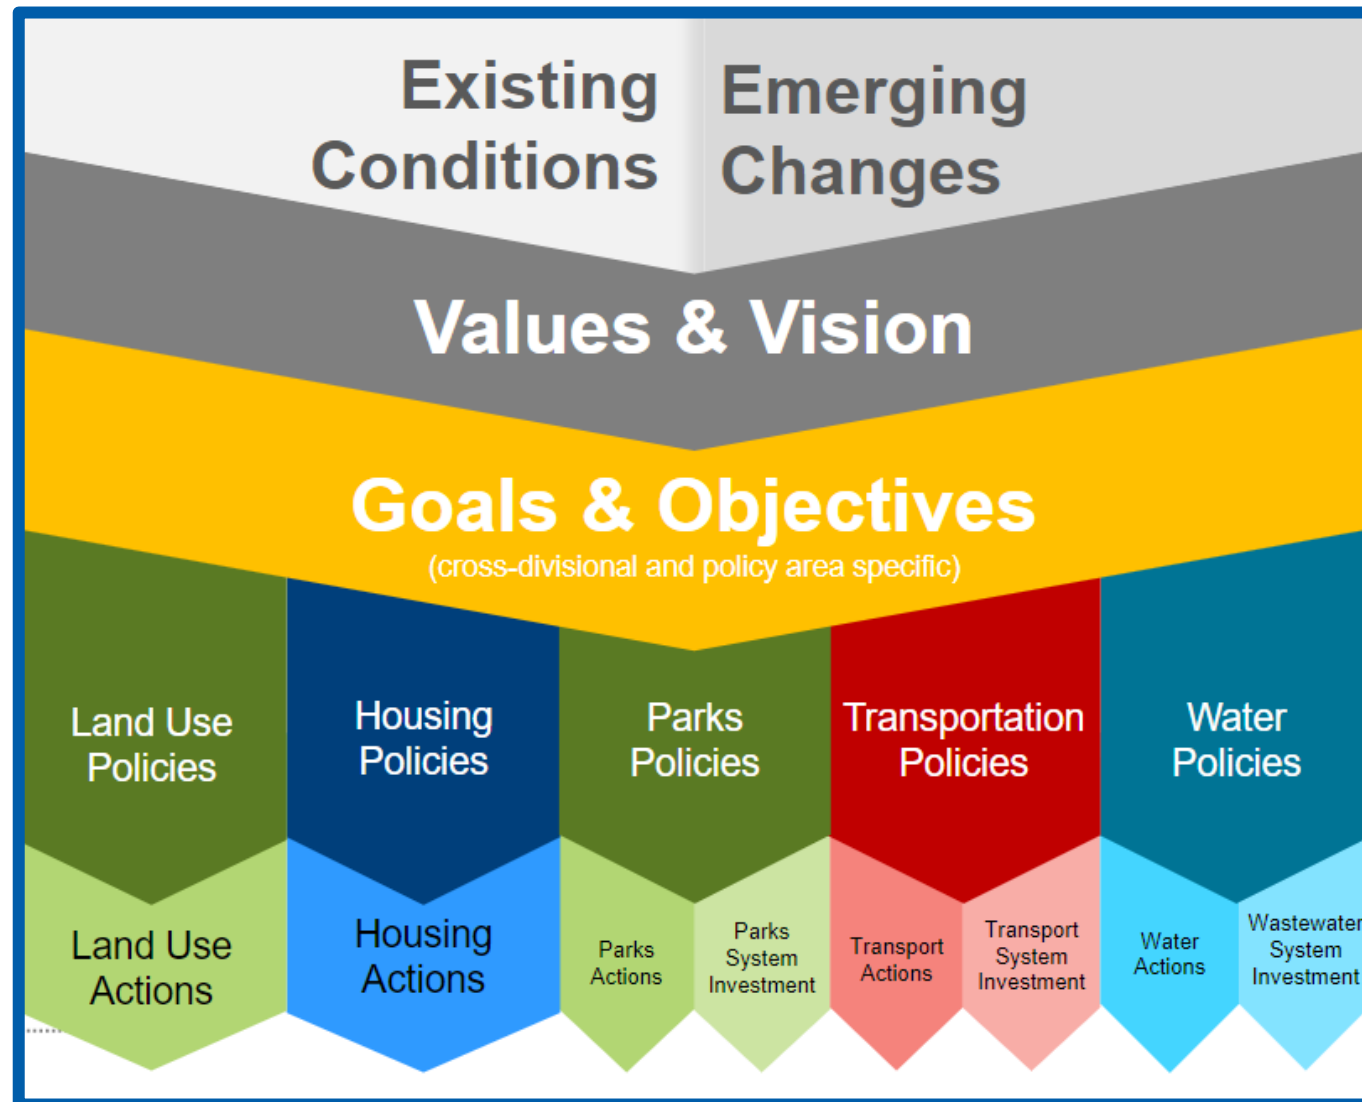 Existing
Conditions
Emerging
Changes
Values & Vision
Goals & Objectives
(cross-divisional and policy area specific)
Land Use
Policies
Housing
Policies
Parks
Policies
Transportation
Policies
Water
Policies
Land Use
Actions
Housing
Actions
Parks
Actions
Parks
System
Investment
Transport
Actions
Transport
System
Investment
Water
Actions
Wastewater
System
Investment